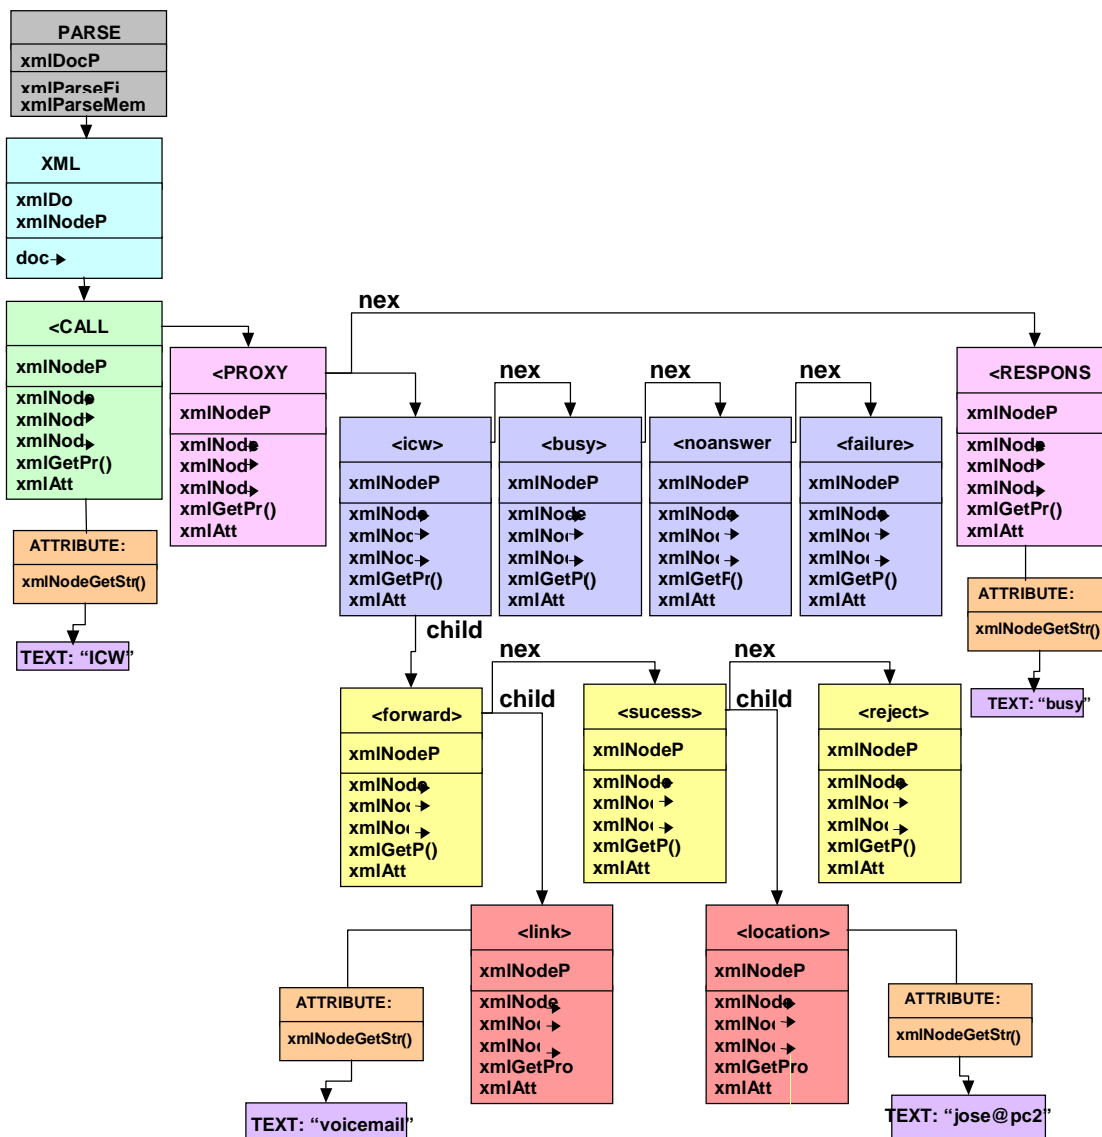 PARSE
xmlDocP
xmlParseFi
xmlParseMem
XML
xmlDo
xmlNodeP
doc
<CALL
xmlNodeP
xmlNode
xmlNod
xmlNod
xmlGetPr()
xmlAtt
ATTRIBUTE:
xmlNodeGetStr()
TEXT: “ICW”
nex
<PROXY
xmlNodeP
xmlNode
xmlNod
xmlNod
xmlGetPr()
xmlAtt
nex
nex
nex
<icw>
xmlNodeP
xmlNode
xmlNoc
xmlNoc
xmlGetPr()
xmlAtt
<busy>
xmlNodeP
xmlNode
xmlNo
xmlNo
xmlGetP()
xmlAtt
<noanswer
xmlNodeP
xmlNode
xmlNo
xmlNo
xmlGetF()
xmlAtt
<failure>
xmlNodeP
xmlNode
xmlNo
xmlNo
xmlGetP()
xmlAtt
<RESPONS
xmlNodeP
xmlNode
xmlNod
xmlNod
xmlGetPr()
xmlAtt
ATTRIBUTE:
xmlNodeGetStr()
TEXT: “busy”
child
nex
child
nex
child
<forward>
xmlNodeP
xmlNode
xmlNo
xmlNo
xmlGetP()
xmlAtt
<sucess>
xmlNodeP
xmlNode
xmlNo
xmlNo
xmlGetP()
xmlAtt
<reject>
xmlNodeP
xmlNode
xmlNo
xmlNo
xmlGetP()
xmlAtt
<link>
xmlNodeP
xmlNode
xmlNo
xmlNo
xmlGetPro
xmlAtt
<location>
xmlNodeP
xmlNode
xmlNo
xmlNo
xmlGetPro
xmlAtt
ATTRIBUTE:
xmlNodeGetStr()
TEXT: “voicemail”
ATTRIBUTE:
xmlNodeGetStr()
TEXT: “jose@pc2”